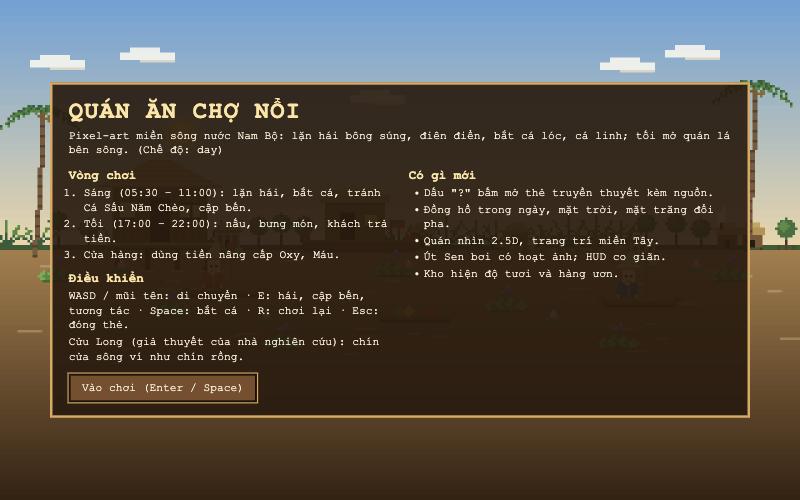 QUÁN ĂN CHỢ NỔI
Pixel-art miền sông nước Nam Bộ: lặn hái bông súng, điên điển, bắt cá lóc, cá linh; tối mở quán lá
bên sông. (Chế độ: day)
Vòng chơi
1. Sáng (05:30 – 11:00): lặn hái, bắt cá, tránh
Cá Sấu Năm Chèo, cập bến.
2. Tối (17:00 – 22:00): nấu, bưng món, khách trả
tiền.
3. Cửa hàng: dùng tiền nâng cấp Oxy, Máu.
Điều khiển
WASD / mũi tên: di chuyển · E: hái, cập bến,
tương tác · Space: bắt cá · R: chơi lại · Esc:
đóng thẻ.
Cửu Long (giả thuyết của nhà nghiên cứu): chín
cửa sông ví như chín rồng.
Vào chơi (Enter / Space)
Có gì mới
• Dấu "?" bấm mở thẻ truyền thuyết kèm nguồn.
• Đồng hồ trong ngày, mặt trời, mặt trăng đổi
pha.
• Quán nhìn 2.5D, trang trí miền Tây.
• Út Sen bơi có hoạt ảnh; HUD co giãn.
• Kho hiện độ tươi và hàng ươn.